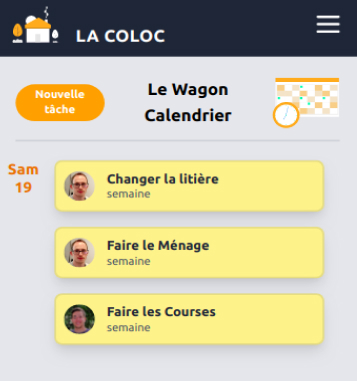 LA COLOC
Nouvelle
tâche
Le Wagon
Calendrier
Sam
19
Changer la litière
semaine
Faire le Ménage
semaine
Faire les Courses
semaine